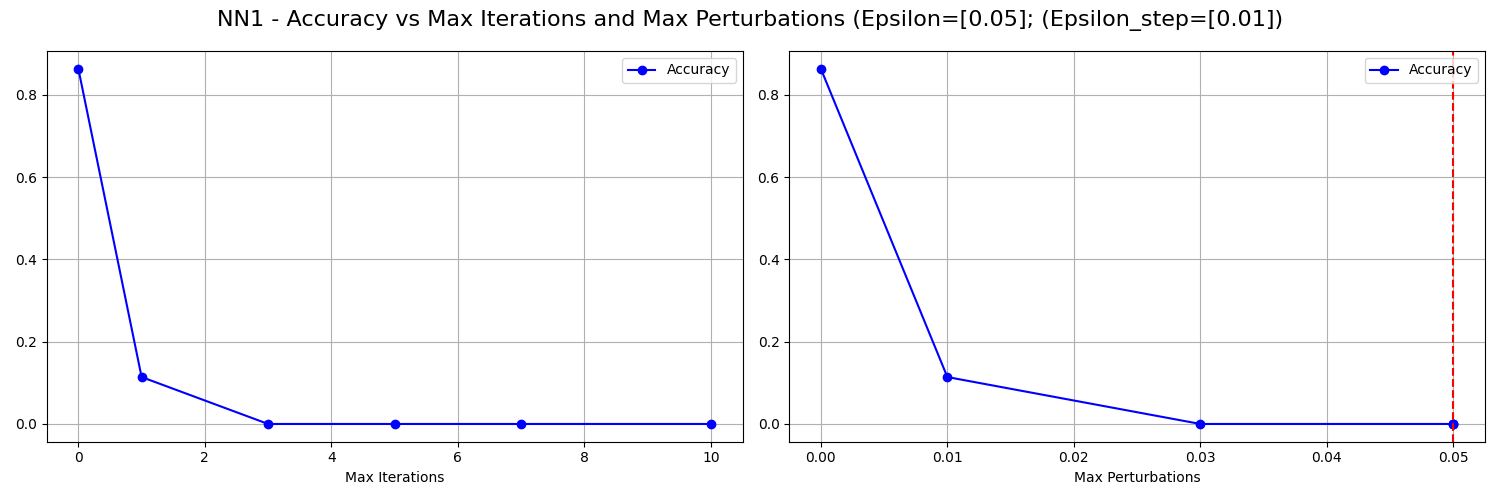 NN1 - Accuracy vs Max Iterations and Max Perturbations (Epsilon=[0.05]; (Epsilon_step=[0.01])
Accuracy
0.8
0.6
0.4
0.2
0.0
0 2 4 6 8 10
Max Iterations
Accuracy
0.8
0.6
0.4
0.2
0.0
0.00 0.01 0.02 0.03 0.04 0.05
Max Perturbations